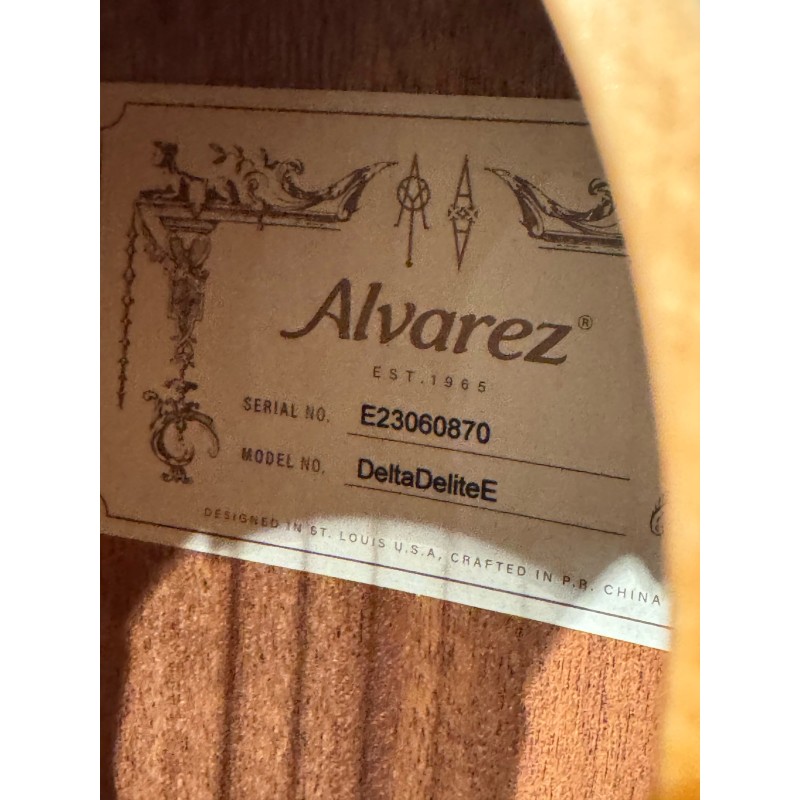 Alvarez®
EST.1965
SERIAL NO. E23060870
MODEL NO. DeltaDeliteE
DESIGNED IN ST. LOUIS U.S.A, CRAFTED IN P.R. CHINA